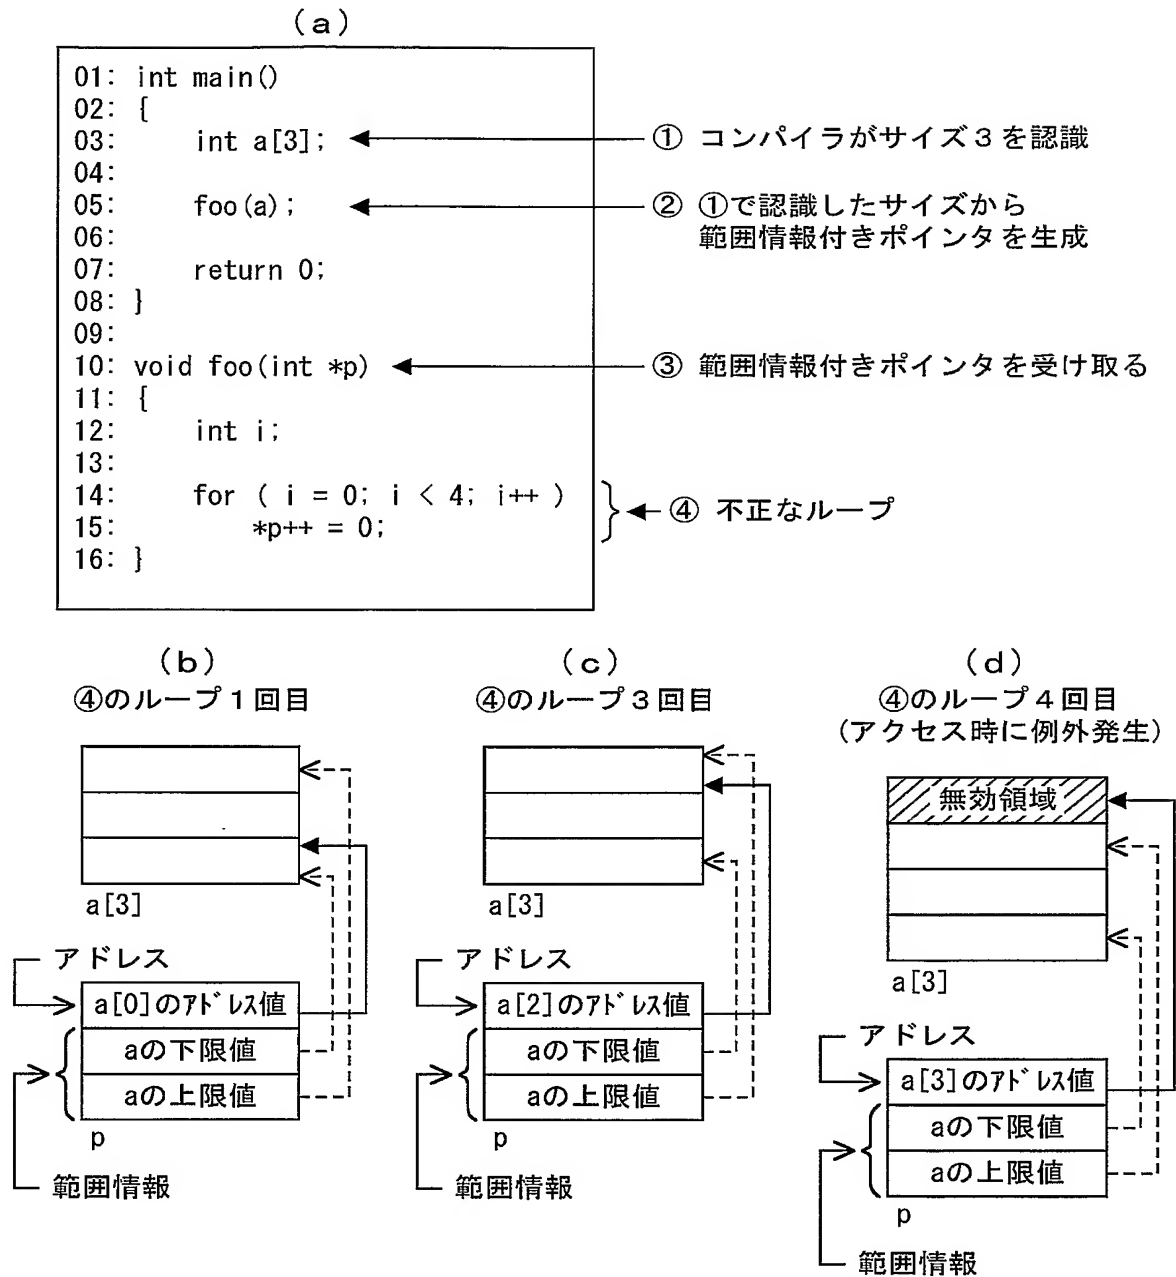 (a)
01: int main()
02: {
03:     int a[3];
① コンパイラがサイズ３を認識
04:
05:     foo(a);
② ①で認識したサイズから
範囲情報付きポインタを生成
06:
07:     return 0;
08: }
09:
10: void foo(int *p)
③ 範囲情報付きポインタを受け取る
11: {
12:     int i;
13:
14:     for ( i = 0; i < 4; i++ )
15:         *p++ = 0;
④ 不正なループ
16: }
(b)
④のループ１回目
a[3]
アドレス
a[0]のｱﾄﾞﾚｽ値
aの下限値
aの上限値
p
範囲情報
(c)
④のループ３回目
a[3]
アドレス
a[2]のｱﾄﾞﾚｽ値
aの下限値
aの上限値
p
範囲情報
(d)
④のループ４回目
(アクセス時に例外発生)
無効領域
a[3]
アドレス
a[3]のｱﾄﾞﾚｽ値
aの下限値
aの上限値
p
範囲情報